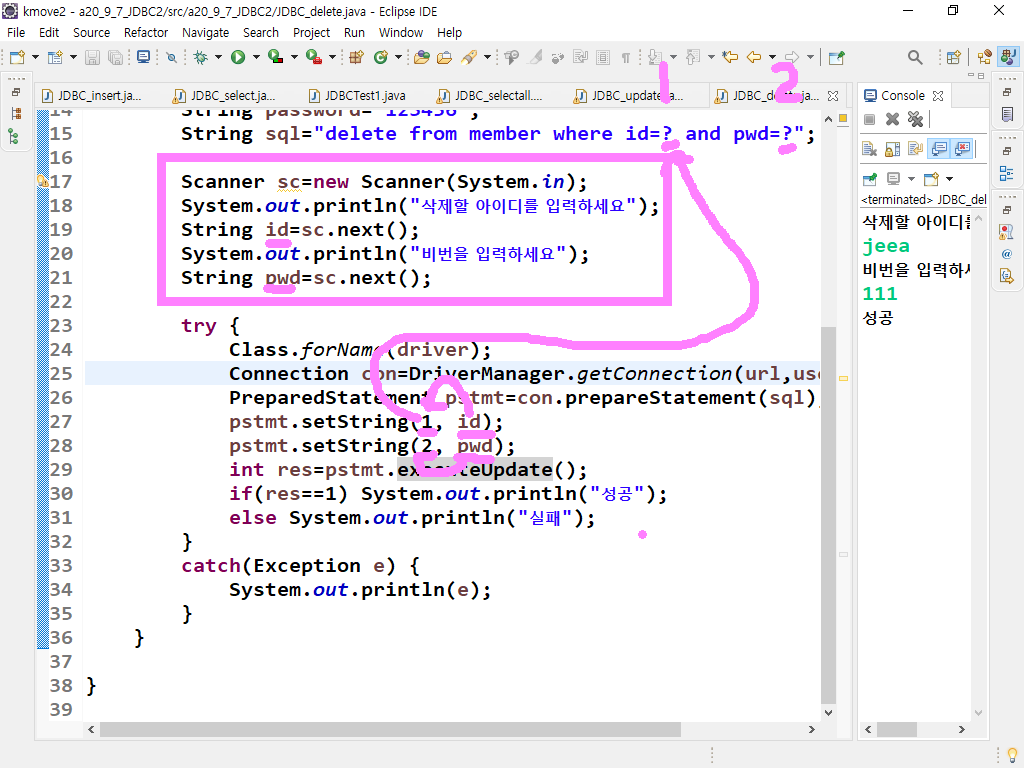 kmove2 - a20_9_7_JDBC2/src/a20_9_7_JDBC2/JDBC_delete.java - Eclipse IDE
File Edit Source Refactor Navigate Search Project Run Window Help
1 2
JDBC_insert.ja... JDBC_select.ja... JDBCTest1.java JDBC_selectall.... JDBC_update.ja... JDBC_delete.ja...
Console
<terminated> JDBC_del
14 String password="123456";
15 String sql="delete from member where id=? and pwd=?";
16
17 Scanner sc=new Scanner(System.in);
18 System.out.println("삭제할 아이디를 입력하세요");
19 String id=sc.next();
20 System.out.println("비번을 입력하세요");
21 String pwd=sc.next();
22
23 try {
24 Class.forName(driver);
25 Connection con=DriverManager.getConnection(url,use
26 PreparedStatement pstmt=con.prepareStatement(sql);
27 pstmt.setString(1, id);
28 pstmt.setString(2, pwd);
29 int res=pstmt.executeUpdate();
30 if(res==1) System.out.println("성공");
31 else System.out.println("실패");
32 }
33 catch(Exception e) {
34 System.out.println(e);
35 }
36 }
37
38 }
39
삭제할 아이디를
jeea
비번을 입력하
111
성공